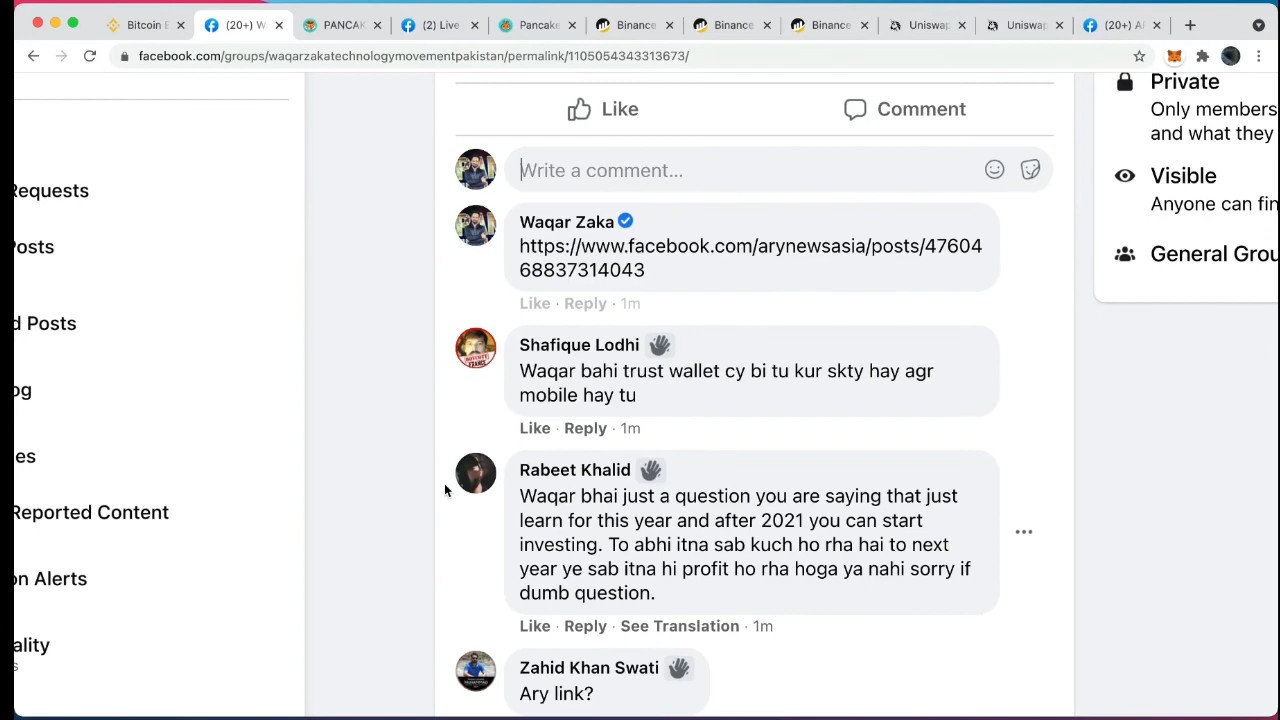 Bitcoin E
(20+) W
PANCAK
(2) Live
Pancake
Binance
Binance
Binance
Uniswap
Uniswap
(20+) Al
facebook.com/groups/waqarzakatechnologymovementpakistan/permalink/1105054343313673/
Requests
osts
d Posts
og
es
Reported Content
on Alerts
ality
s
Like
Comment
Write a comment...
Waqar Zaka
https://www.facebook.com/arynewsasia/posts/47604
68837314043
Like · Reply · 1m
Shafique Lodhi
Waqar bahi trust wallet cy bi tu kur skty hay agr
mobile hay tu
Like · Reply · 1m
Rabeet Khalid
Waqar bhai just a question you are saying that just
learn for this year and after 2021 you can start
investing. To abhi itna sab kuch ho rha hai to next
year ye sab itna hi profit ho rha hoga ya nahi sorry if
dumb question.
Like · Reply · See Translation · 1m
Zahid Khan Swati
Ary link?
Private
Only members
and what they
Visible
Anyone can fin
General Grou